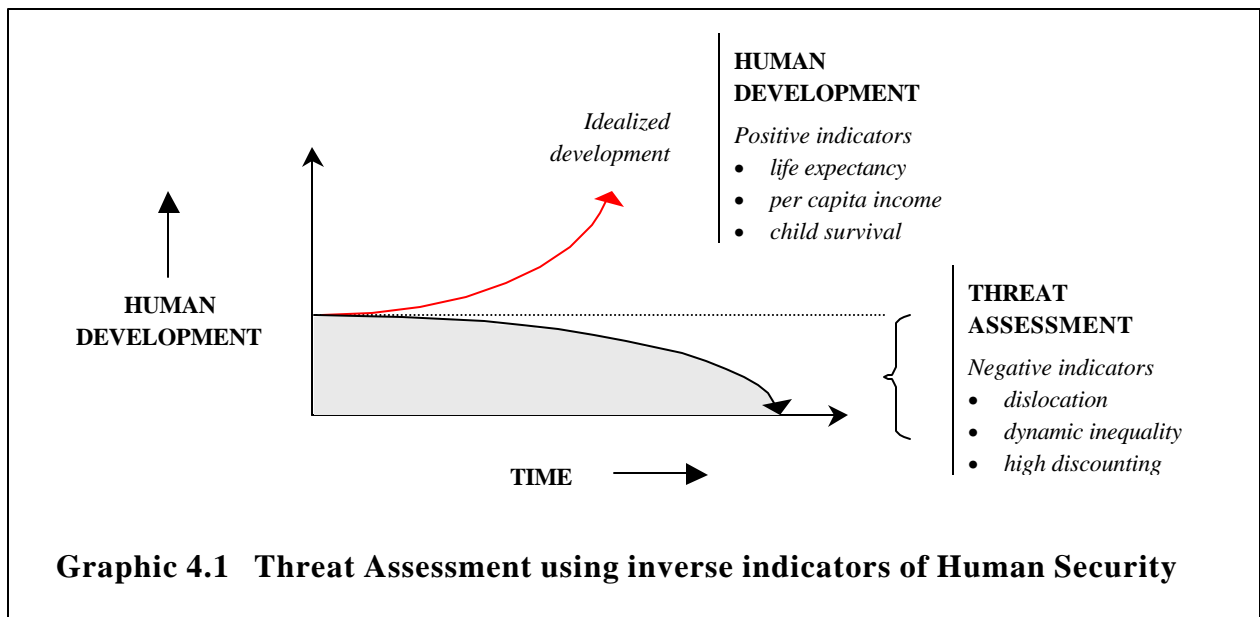 HUMAN
DEVELOPMENT
Positive indicators
• life expectancy
• per capita income
• child survival
Idealized
development
HUMAN
DEVELOPMENT
THREAT
ASSESSMENT
Negative indicators
• dislocation
• dynamic inequality
• high discounting
TIME
Graphic 4.1 Threat Assessment using inverse indicators of Human Security